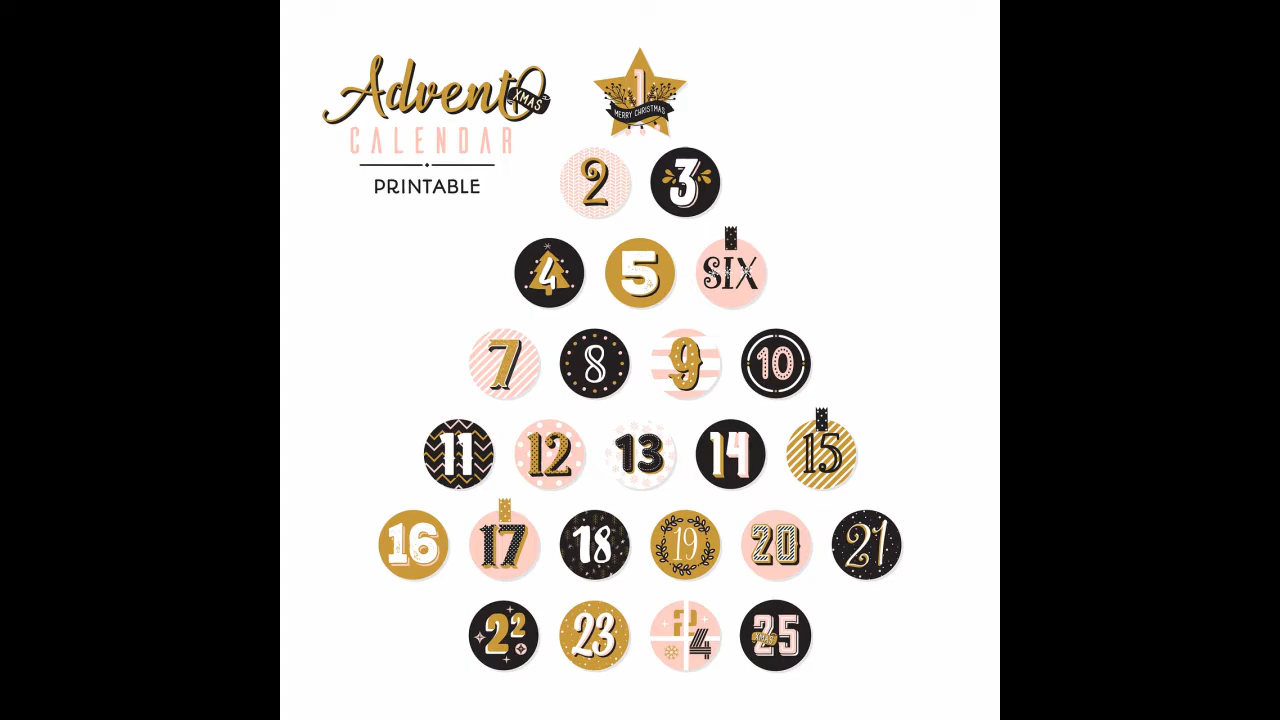 Advent XMAS
CALENDAR
PRINTABLE
1
MERRY CHRISTMAS
2 3
4 5 SIX
7 8 9 10
11 12 13 14 15
16 17 18 19 20 21
22 23 24 25
XMAS